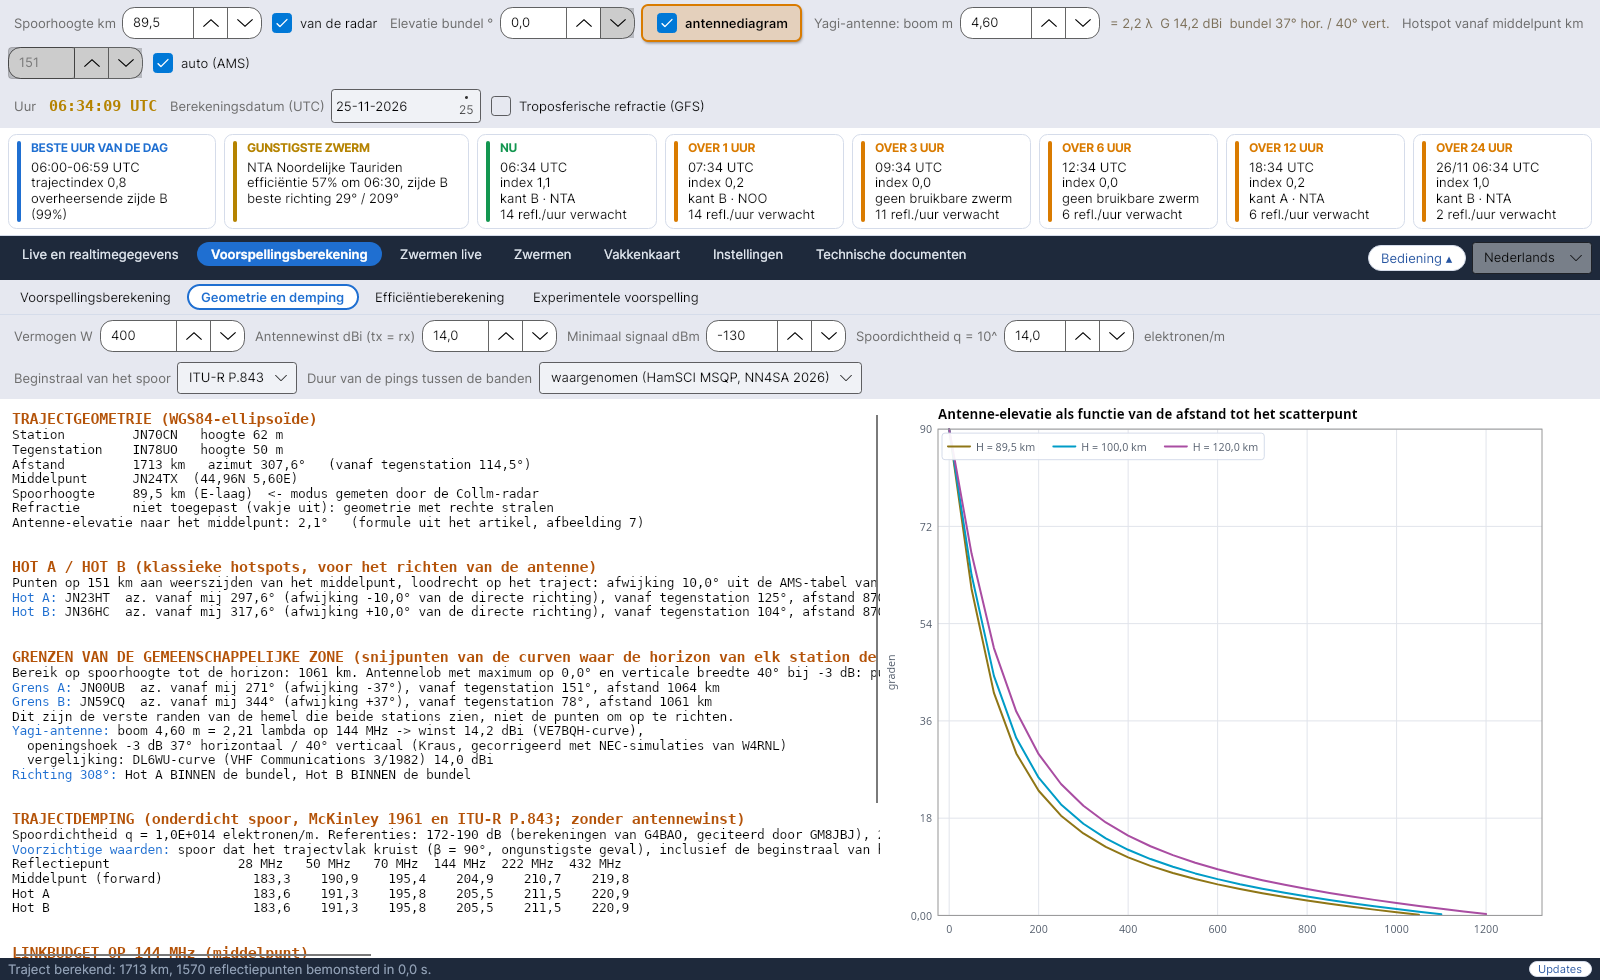 Spoorhoogte km 89,5 van de radar Elevatie bundel ° 0,0 antennediagram Yagi-antenne: boom m 4,60 = 2,2 λ G 14,2 dBi bundel 37° hor. / 40° vert. Hotspot vanaf middelpunt km
151 auto (AMS)
Uur 06:34:09 UTC Berekeningsdatum (UTC) 25-11-2026 25 Troposferische refractie (GFS)
BESTE UUR VAN DE DAG
06:00-06:59 UTC
trajectindex 0,8
overheersende zijde B
(99%)
GUNSTIGSTE ZWERM
NTA Noordelijke Tauriden
efficiëntie 57% om 06:30, zijde B
beste richting 29° / 209°
NU
06:34 UTC
index 1,1
kant B · NTA
14 refl./uur verwacht
OVER 1 UUR
07:34 UTC
index 0,2
kant B · NOO
14 refl./uur verwacht
OVER 3 UUR
09:34 UTC
index 0,0
geen bruikbare zwerm
11 refl./uur verwacht
OVER 6 UUR
12:34 UTC
index 0,0
geen bruikbare zwerm
6 refl./uur verwacht
OVER 12 UUR
18:34 UTC
index 0,2
kant A · NTA
6 refl./uur verwacht
OVER 24 UUR
26/11 06:34 UTC
index 1,0
kant B · NTA
2 refl./uur verwacht
Live en realtimegegevens Voorspellingsberekening Zwermen live Zwermen Vakkenkaart Instellingen Technische documenten Bediening ▴ Nederlands
Voorspellingsberekening Geometrie en demping Efficiëntieberekening Experimentele voorspelling
Vermogen W 400 Antennewinst dBi (tx = rx) 14,0 Minimaal signaal dBm -130 Spoordichtheid q = 10^ 14,0 elektronen/m
Beginstraal van het spoor ITU-R P.843 Duur van de pings tussen de banden waargenomen (HamSCI MSQP, NN4SA 2026)
TRAJECTGEOMETRIE (WGS84-ellipsoïde)
Station JN70CN hoogte 62 m
Tegenstation IN78UO hoogte 50 m
Afstand 1713 km azimut 307,6° (vanaf tegenstation 114,5°)
Middelpunt JN24TX (44,96N 5,60E)
Spoorhoogte 89,5 km (E-laag) <- modus gemeten door de Collm-radar
Refractie niet toegepast (vakje uit): geometrie met rechte stralen
Antenne-elevatie naar het middelpunt: 2,1° (formule uit het artikel, afbeelding 7)
HOT A / HOT B (klassieke hotspots, voor het richten van de antenne)
Punten op 151 km aan weerszijden van het middelpunt, loodrecht op het traject: afwijking 10,0° uit de AMS-tabel van
Hot A: JN23HT az. vanaf mij 297,6° (afwijking -10,0° van de directe richting), vanaf tegenstation 125°, afstand 870
Hot B: JN36HC az. vanaf mij 317,6° (afwijking +10,0° van de directe richting), vanaf tegenstation 104°, afstand 870
GRENZEN VAN DE GEMEENSCHAPPELIJKE ZONE (snijpunten van de curven waar de horizon van elk station de
Bereik op spoorhoogte tot de horizon: 1061 km. Antennelob met maximum op 0,0° en verticale breedte 40° bij -3 dB:
Grens A: JN00UB az. vanaf mij 271° (afwijking -37°), vanaf tegenstation 151°, afstand 1064 km
Grens B: JN59CQ az. vanaf mij 344° (afwijking +37°), vanaf tegenstation 78°, afstand 1061 km
Dit zijn de verste randen van de hemel die beide stations zien, niet de punten om op te richten.
Yagi-antenne: boom 4,60 m = 2,21 lambda op 144 MHz -> winst 14,2 dBi (VE7BQH-curve),
openingshoek -3 dB 37° horizontaal / 40° verticaal (Kraus, gecorrigeerd met NEC-simulaties van W4RNL)
vergelijking: DL6WU-curve (VHF Communications 3/1982) 14,0 dBi
Richting 308°: Hot A BINNEN de bundel, Hot B BINNEN de bundel
TRAJECTDEMPING (onderdicht spoor, McKinley 1961 en ITU-R P.843; zonder antennewinst)
Spoordichtheid q = 1,0E+014 elektronen/m. Referenties: 172-190 dB (berekeningen van G4BAO, geciteerd door GM8JBJ),
Voorzichtige waarden: spoor dat het trajectvlak kruist (β = 90°, ongunstigste geval), inclusief de beginstraal van
Reflectiepunt 28 MHz 50 MHz 70 MHz 144 MHz 222 MHz 432 MHz
Middelpunt (forward) 183,3 190,9 195,4 204,9 210,7 219,8
Hot A 183,6 191,3 195,8 205,5 211,5 220,9
Hot B 183,6 191,3 195,8 205,5 211,5 220,9
LINKBUDGET OP 144 MHz (middelpunt)
Antenne-elevatie als functie van de afstand tot het scatterpunt
H = 89,5 km H = 100,0 km H = 120,0 km
graden
90
72
54
36
18
0,00
0 200 400 600 800 1000 1200
Traject berekend: 1713 km, 1570 reflectiepunten bemonsterd in 0,0 s. Updates